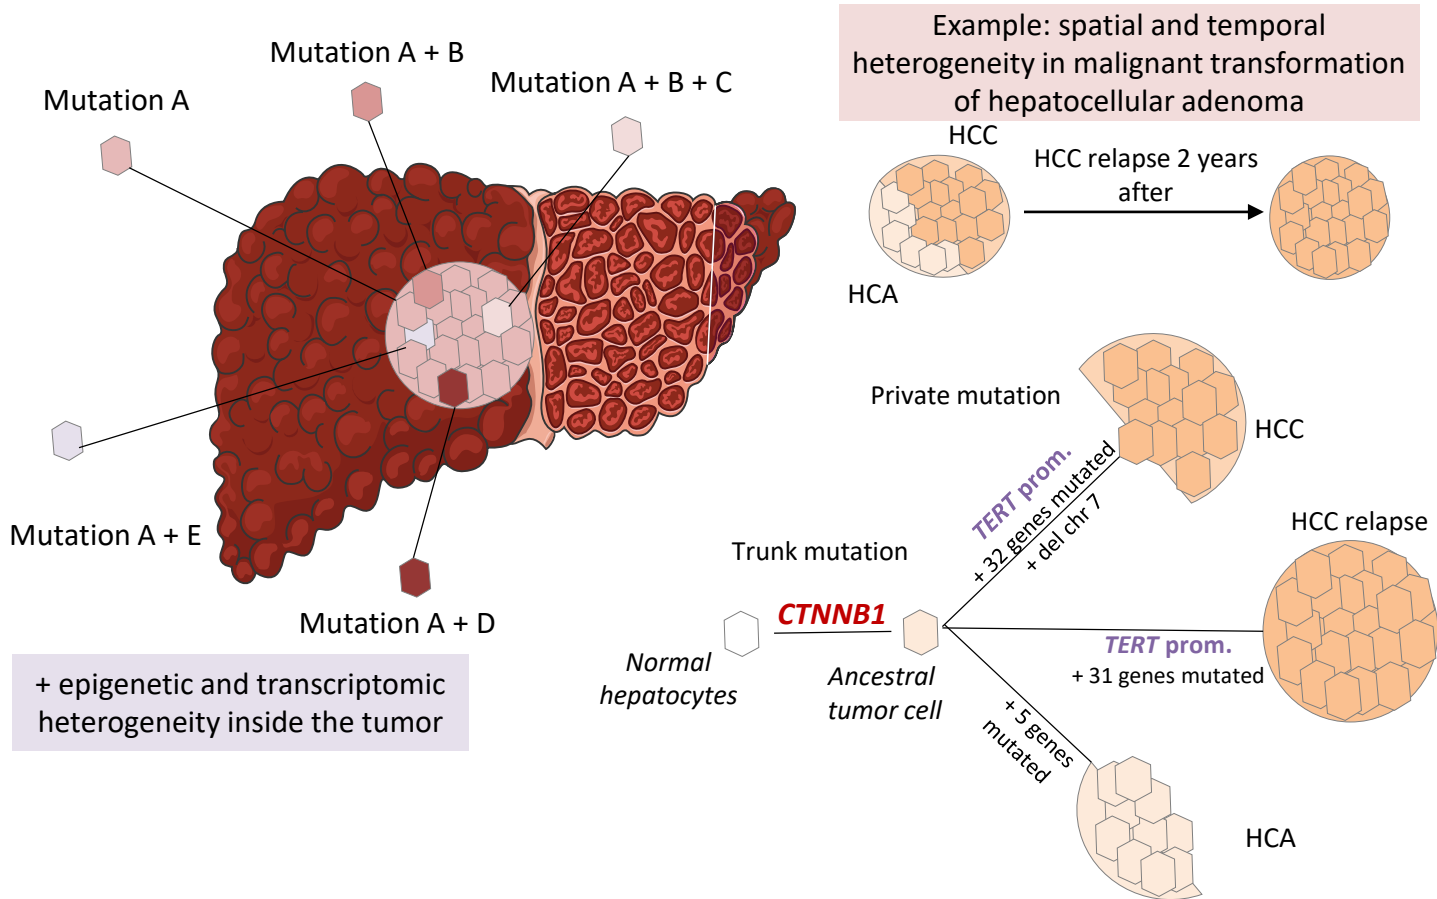 Mutation A
Mutation A + B
Mutation A + B + C
Mutation A + E
Mutation A + D
+ epigenetic and transcriptomic
heterogeneity inside the tumor
Example: spatial and temporal
heterogeneity in malignant transformation
of hepatocellular adenoma
HCC
HCA
HCC relapse 2 years
after
Private mutation
HCC
TERT prom.
+ 32 genes mutated
+ del chr 7
Trunk mutation
CTNNB1
Normal
hepatocytes
Ancestral
tumor cell
HCC relapse
TERT prom.
+ 31 genes mutated
+ 5 genes
mutated
HCA